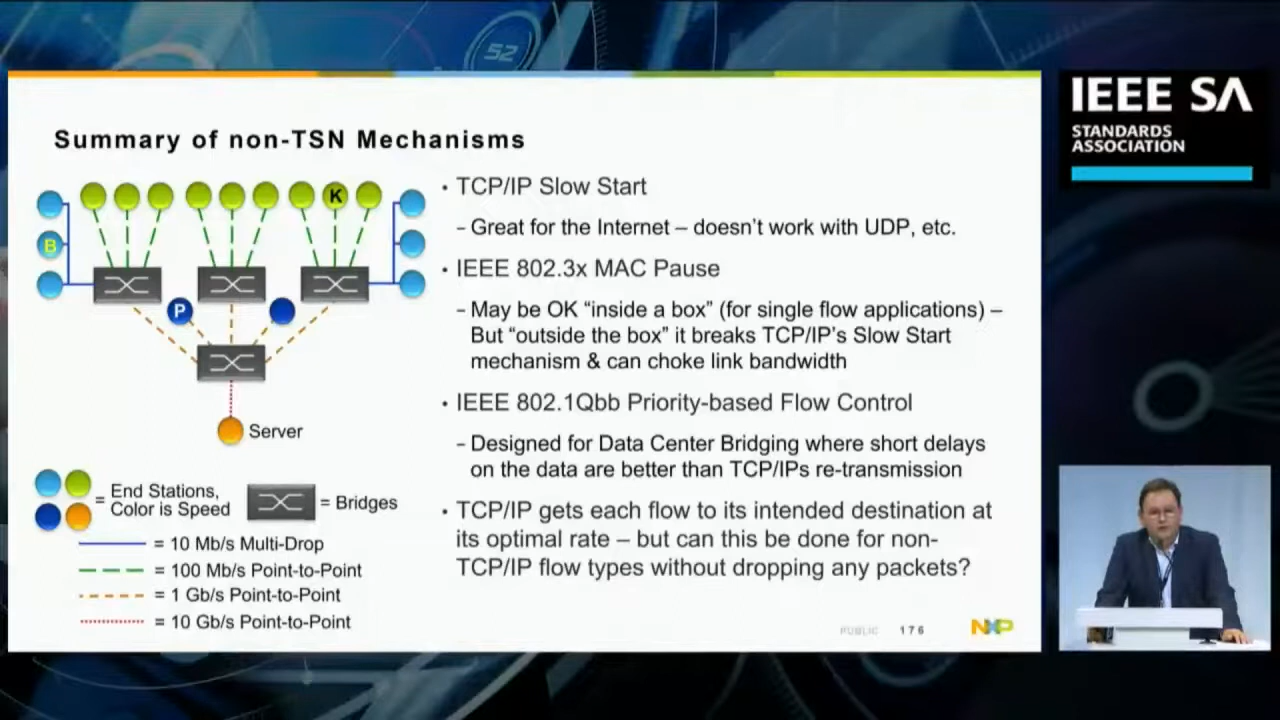 52
IEEE SA
STANDARDS
ASSOCIATION
Summary of non-TSN Mechanisms
K
B
P
Server
End Stations,
= Color is Speed
= Bridges
= 10 Mb/s Multi-Drop
= 100 Mb/s Point-to-Point
= 1 Gb/s Point-to-Point
= 10 Gb/s Point-to-Point
• TCP/IP Slow Start
– Great for the Internet – doesn’t work with UDP, etc.
• IEEE 802.3x MAC Pause
– May be OK “inside a box” (for single flow applications) –
But “outside the box” it breaks TCP/IP’s Slow Start
mechanism & can choke link bandwidth
• IEEE 802.1Qbb Priority-based Flow Control
– Designed for Data Center Bridging where short delays
on the data are better than TCP/IPs re-transmission
• TCP/IP gets each flow to its intended destination at
its optimal rate – but can this be done for non-
TCP/IP flow types without dropping any packets?
PUBLIC 176 NXP